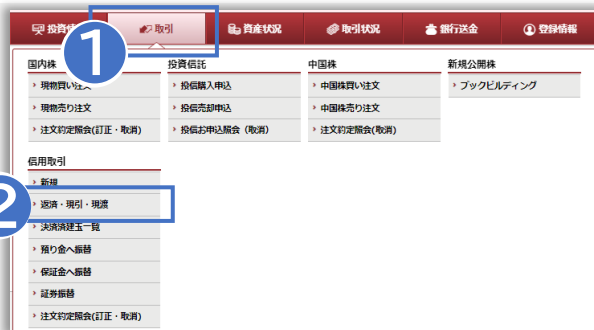 投資情
取引
資産状況
取引状況
銀行送金
登録情報
1
国内株
現物買い注文
現物売り注文
注文約定照会(訂正・取消)
投資信託
投信購入申込
投信売却申込
投信お申込照会（取消）
中国株
中国株買い注文
中国株売り注文
注文約定照会(取消)
新規公開株
ブックビルディング
信用取引
新規
2
返済・現引・現渡
決済済建玉一覧
預り金へ振替
保証金へ振替
証券振替
注文約定照会(訂正・取消)